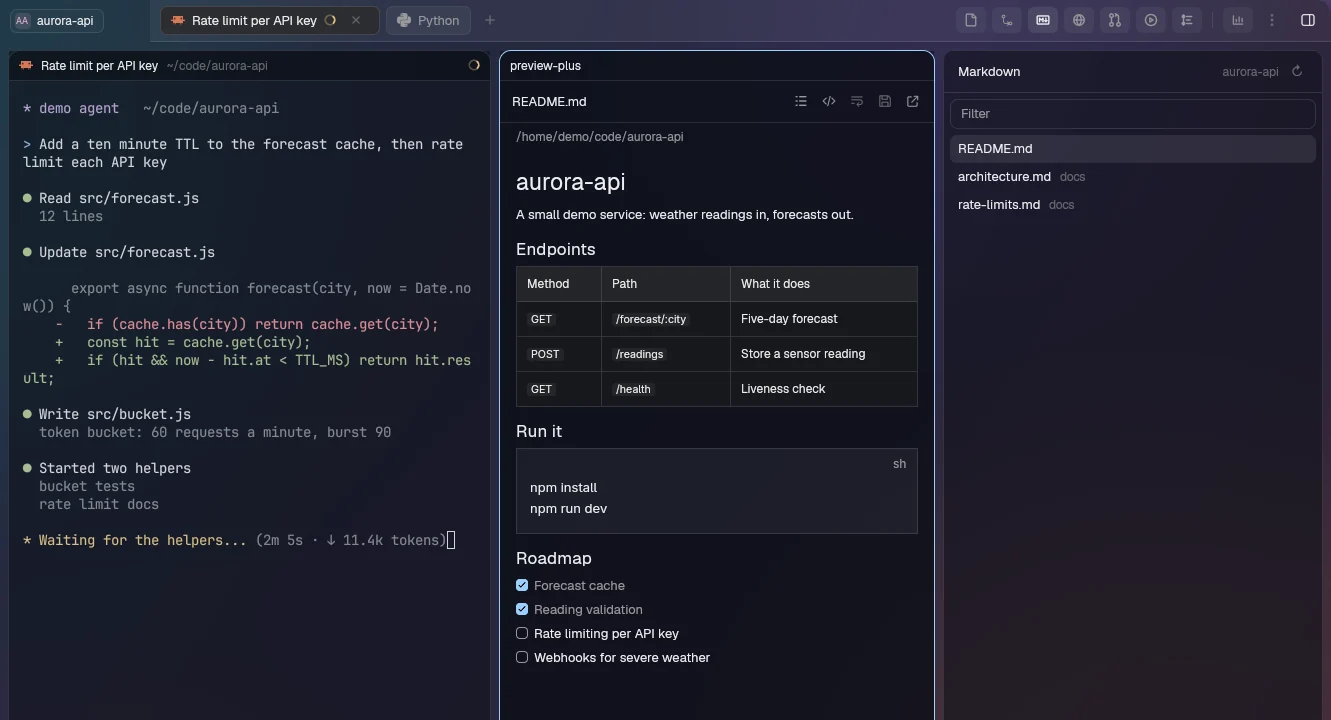 AA aurora-api
Rate limit per API key
Python
Rate limit per API key ~/code/aurora-api
* demo agent ~/code/aurora-api
> Add a ten minute TTL to the forecast cache, then rate
limit each API key
● Read src/forecast.js
12 lines
● Update src/forecast.js
export async function forecast(city, now = Date.no
w()) {
- if (cache.has(city)) return cache.get(city);
+ const hit = cache.get(city);
+ if (hit && now - hit.at < TTL_MS) return hit.res
ult;
● Write src/bucket.js
token bucket: 60 requests a minute, burst 90
● Started two helpers
bucket tests
rate limit docs
* Waiting for the helpers... (2m 5s · ↓ 11.4k tokens)
preview-plus
README.md
/home/demo/code/aurora-api
aurora-api
A small demo service: weather readings in, forecasts out.
Endpoints
Method Path What it does
GET /forecast/:city Five-day forecast
POST /readings Store a sensor reading
GET /health Liveness check
Run it
sh
npm install
npm run dev
Roadmap
Forecast cache
Reading validation
Rate limiting per API key
Webhooks for severe weather
Markdown aurora-api
Filter
README.md
architecture.md docs
rate-limits.md docs